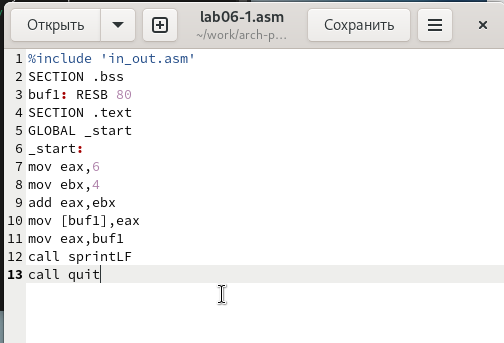 Открыть
lab06-1.asm
~/work/arch-p...
Сохранить
1 %include 'in_out.asm'
2 SECTION .bss
3 buf1: RESB 80
4 SECTION .text
5 GLOBAL _start
6 _start:
7 mov eax,6
8 mov ebx,4
9 add eax,ebx
10 mov [buf1],eax
11 mov eax,buf1
12 call sprintLF
13 call quit